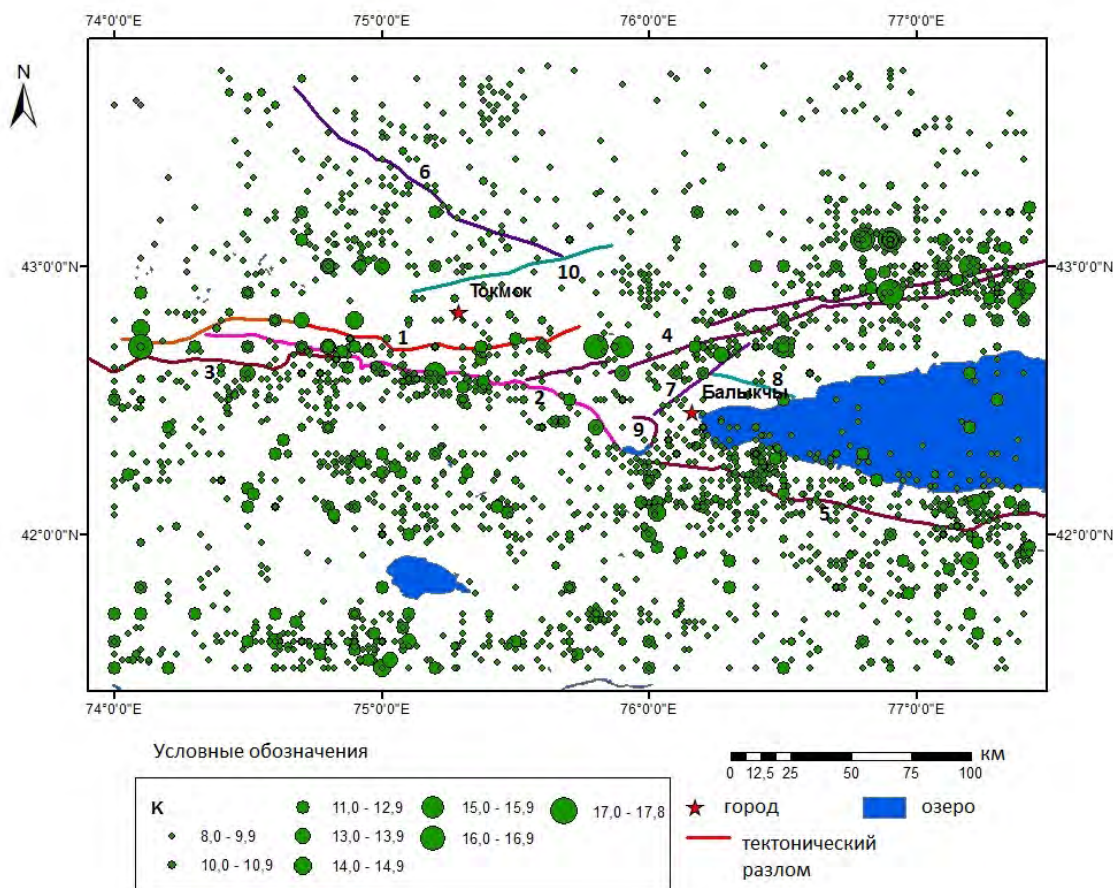 74°0'0"E 75°0'0"E 76°0'0"E 77°0'0"E
N
6
43°0'0"N 43°0'0"N
10
Токмок
1
4
3
2
7
8
Балыкчы
9
5
42°0'0"N 42°0'0"N
74°0'0"E 75°0'0"E 76°0'0"E 77°0'0"E
Условные обозначения
км
0 12,5 25 50 75 100
K
8,0 - 9,9
10,0 - 10,9
11,0 - 12,9
13,0 - 13,9
14,0 - 14,9
15,0 - 15,9
16,0 - 16,9
17,0 - 17,8
город
озеро
тектонический
разлом